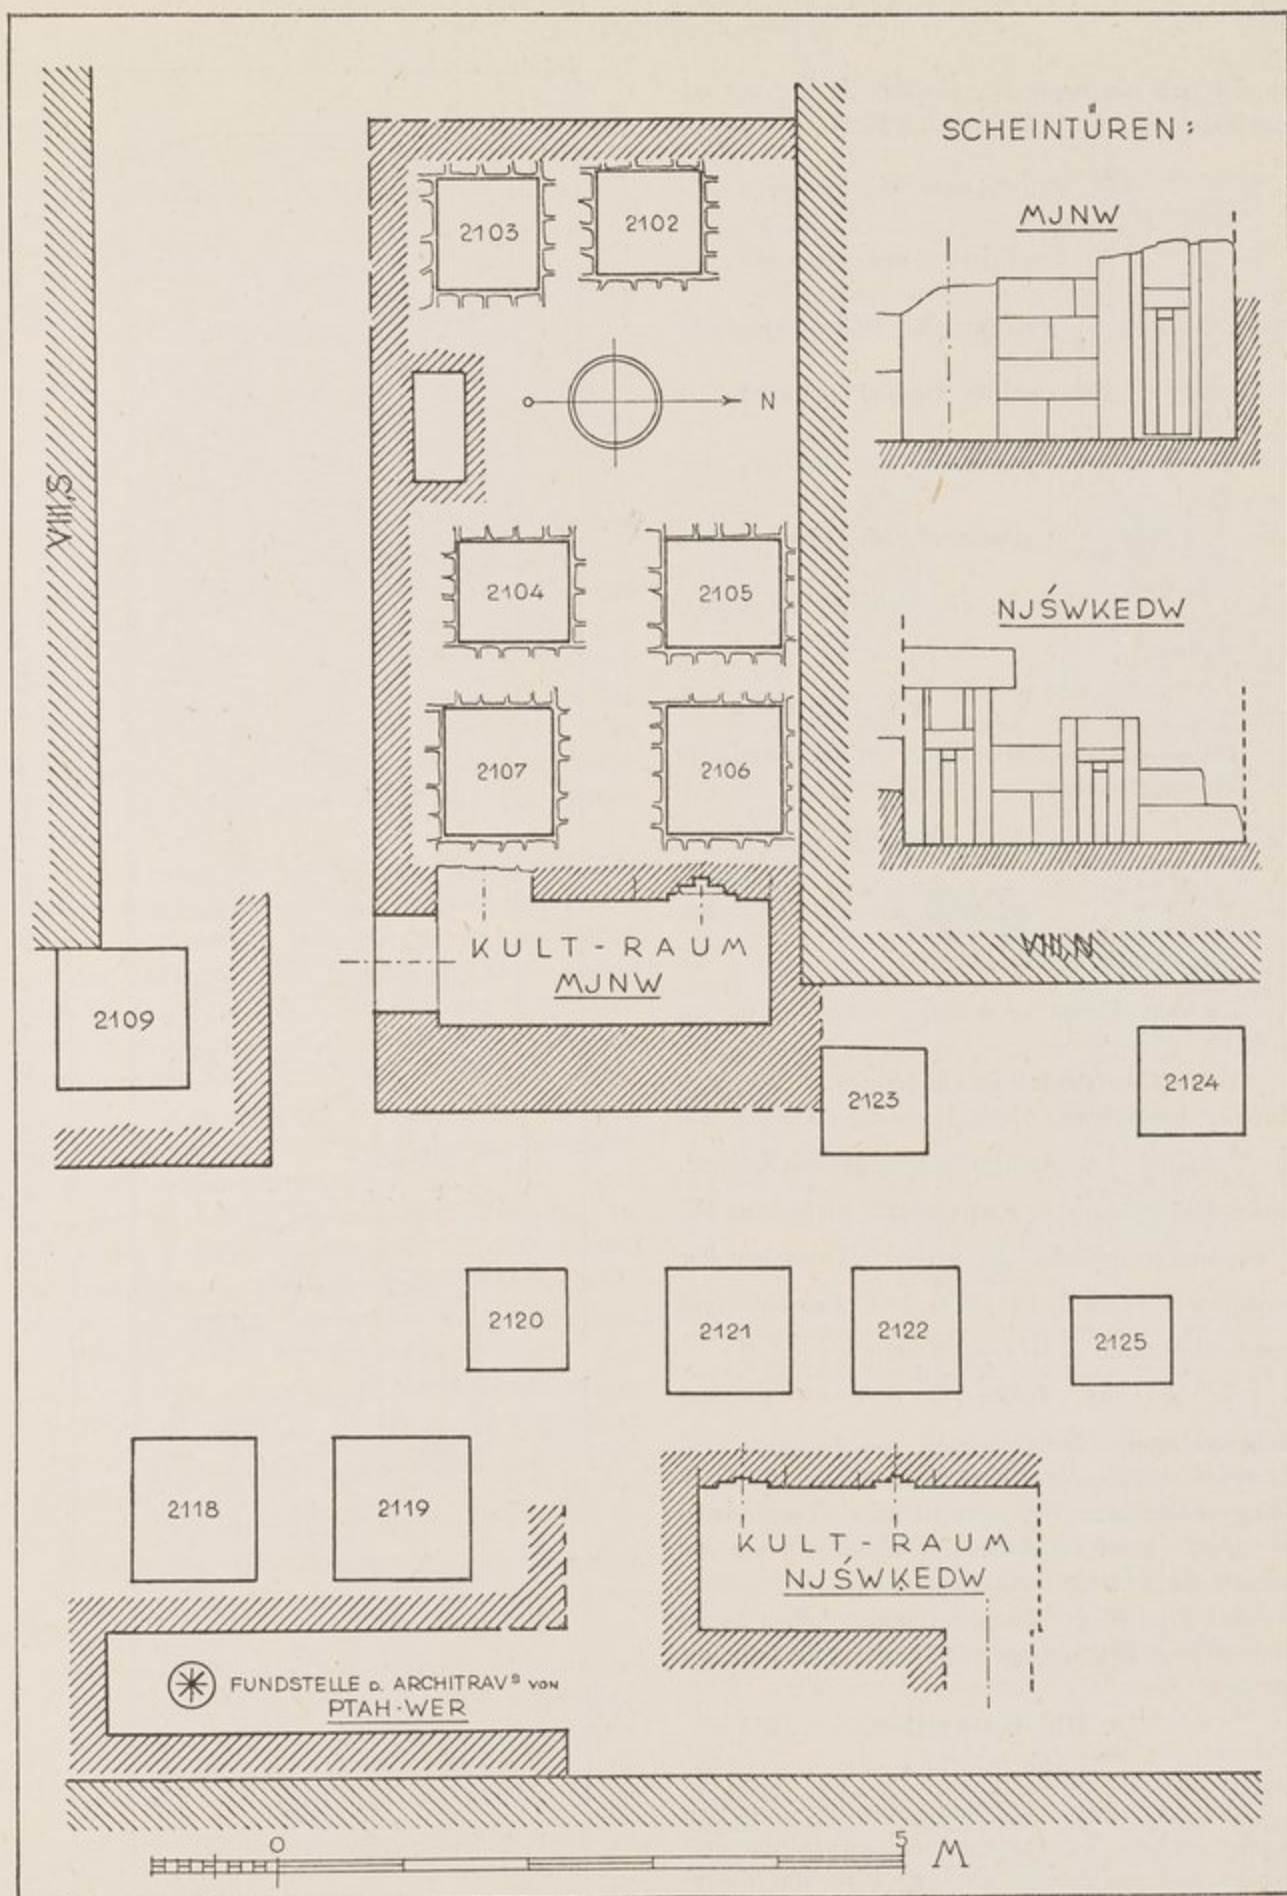 SCHEINTÜREN:
MJNW
2103
2102
N
VIII,S
2104
2105
NJŚWKEDW
2107
2106
KULT-RAUM
MJNW
VIII,N
2109
2123
2124
2120
2121
2122
2125
2118
2119
KULT-RAUM
NJŚWḲEDW
FUNDSTELLE D. ARCHITRAVS VON
PTAH-WER
0
5
M